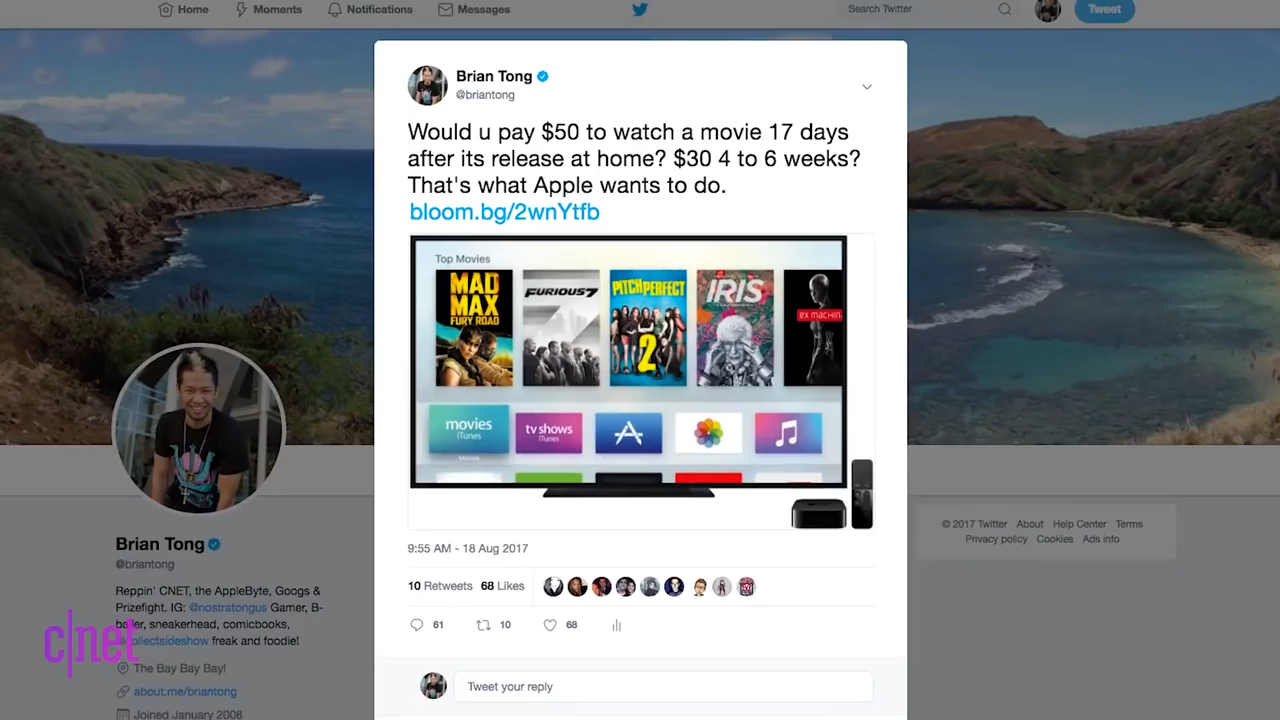 Home
Moments
Notifications
Messages
Search Twitter
Tweet
Brian Tong
@briantong
Would u pay $50 to watch a movie 17 days
after its release at home? $30 4 to 6 weeks?
That's what Apple wants to do.
bloom.bg/2wnYtfb
Top Movies
MAD
MAX
FURY ROAD
FURIOUS 7
PITCH PERFECT
2
IRIS
EX MACHIN
movies
iTunes
tv shows
iTunes
Movies
9:55 AM - 18 Aug 2017
10 Retweets 68 Likes
61
10
68
Tweet your reply
Brian Tong
@briantong
Reppin' CNET, the AppleByte, Googs &
Prizefight. IG: @nostratongus Gamer, B-
sneakerhead, comicbooks,
freak and foodie!
The Bay Bay Bay!
about.me/briantong
Joined January 2008
c|net
© 2017 Twitter About Help Center Terms
Privacy policy Cookies Ads info